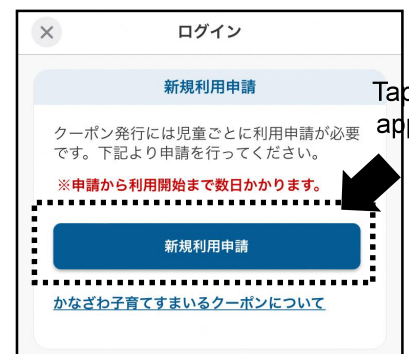 ログイン
新規利用申請
クーポン発行には児童ごとに利用申請が必要
です。下記より申請を行ってください。
※申請から利用開始まで数日かかります。
新規利用申請
かなざわ子育てすまいるクーポンについて
Tap
app